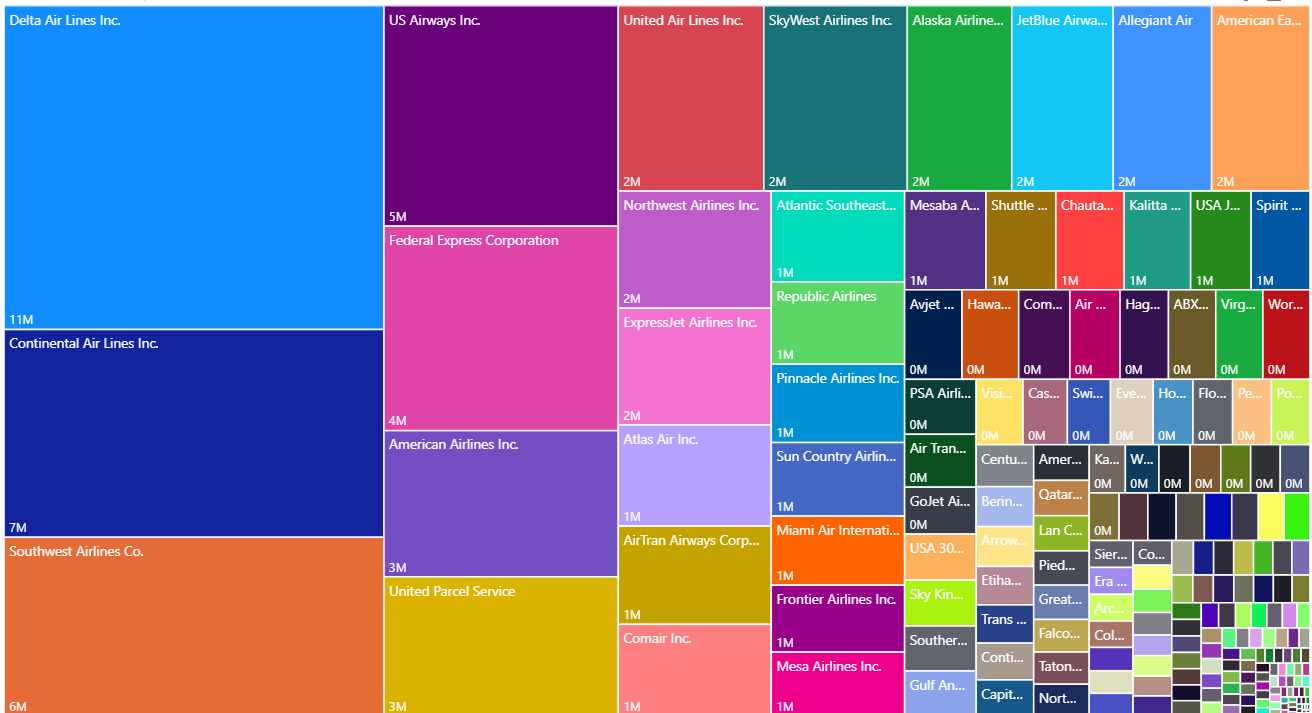 Delta Air Lines Inc.
11M
Continental Air Lines Inc.
7M
Southwest Airlines Co.
6M
US Airways Inc.
5M
Federal Express Corporation
4M
American Airlines Inc.
3M
United Parcel Service
3M
United Air Lines Inc.
2M
SkyWest Airlines Inc.
2M
Alaska Airline...
2M
JetBlue Airwa...
2M
Allegiant Air
2M
American Ea...
2M
Northwest Airlines Inc.
2M
ExpressJet Airlines Inc.
2M
Atlas Air Inc.
1M
AirTran Airways Corp...
1M
Comair Inc.
1M
Atlantic Southeast...
1M
Republic Airlines
1M
Pinnacle Airlines Inc.
1M
Sun Country Airlin...
1M
Miami Air Internati...
1M
Frontier Airlines Inc.
1M
Mesa Airlines Inc.
1M
Mesaba A...
1M
Shuttle ...
1M
Chauta...
1M
Kalitta ...
1M
USA J...
1M
Spirit ...
1M
Avjet ...
0M
Hawa...
0M
Com...
0M
Air ...
0M
Hag...
0M
ABX...
0M
Virg...
0M
Wor...
0M
PSA Airli...
0M
Air Tran...
0M
GoJet Ai...
0M
USA 30...
Sky Kin...
Souther...
Gulf An...
Visi...
0M
Cas...
0M
Swi...
0M
Eve...
0M
Ho...
0M
Flo...
0M
Pe...
0M
Po...
0M
Centu...
Berin...
Arrow...
Etiha...
Trans ...
Conti...
Capit...
Amer...
Qatar...
Lan C...
Pied...
Great...
Falco...
Taton...
Nort...
Ka...
0M
W...
0M
0M
0M
0M
0M
0M
0M
Sier...
Era ...
Arc...
Col...
Co...